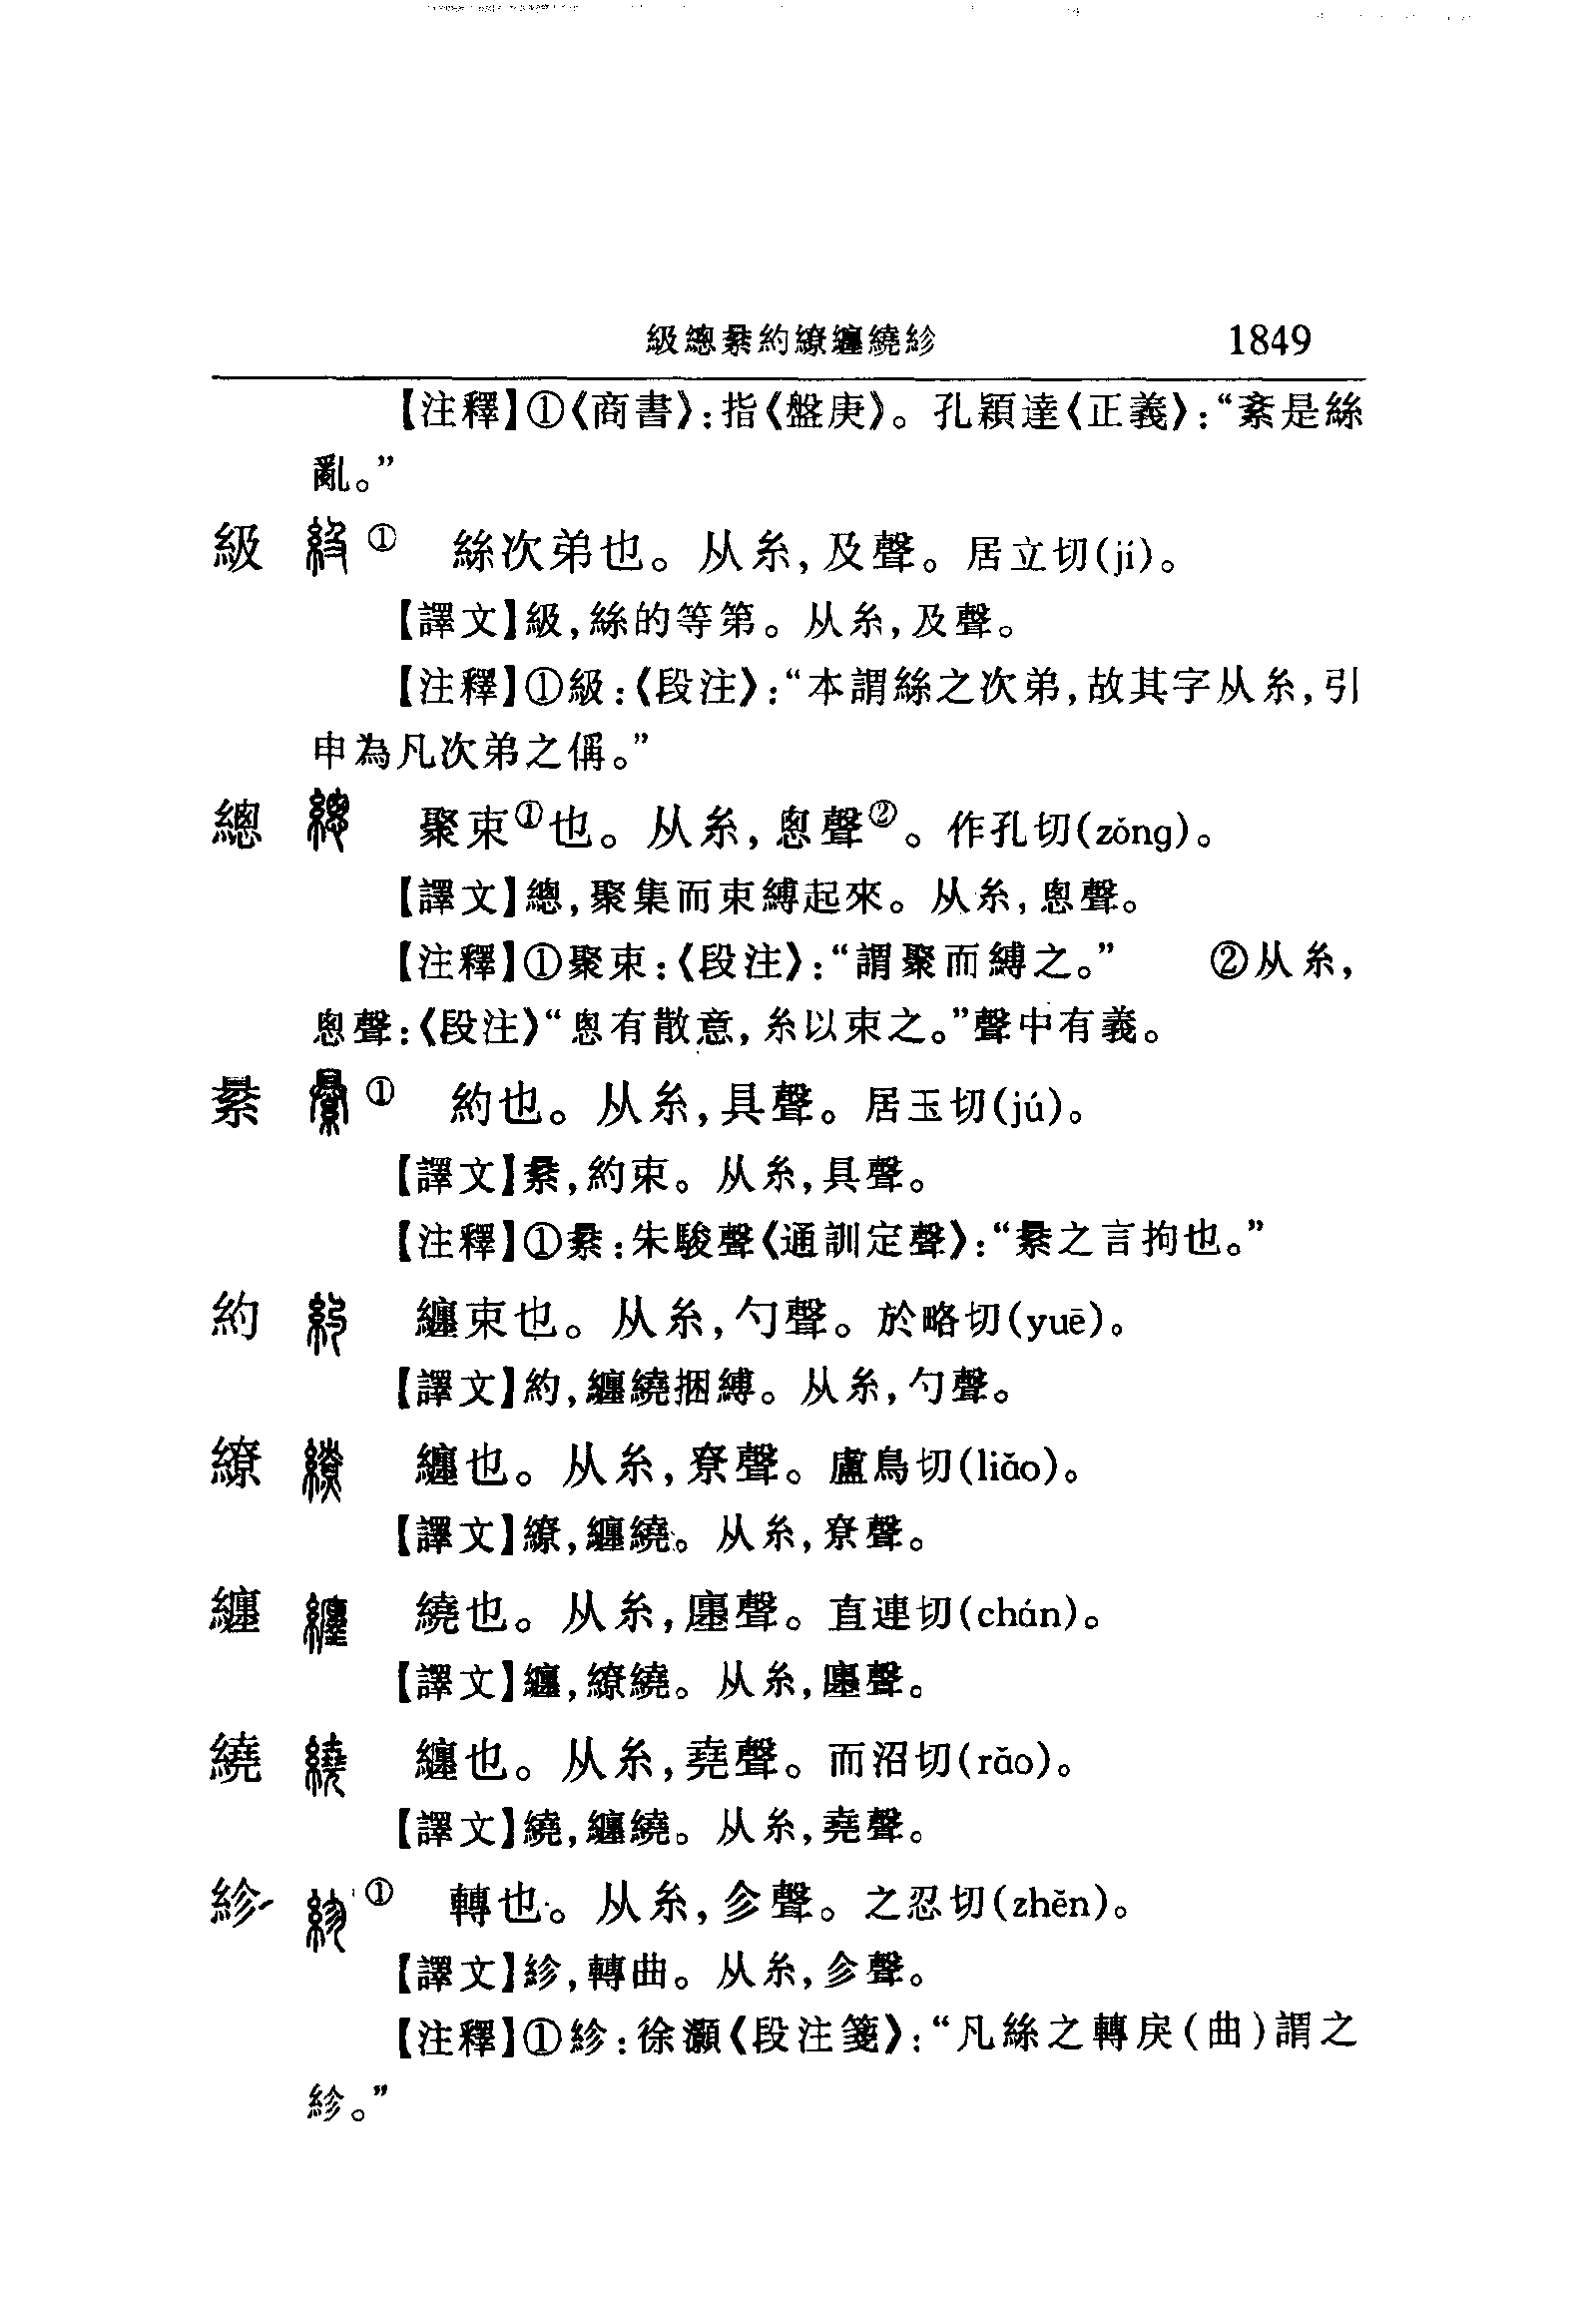 級總暴約繚纏繞紾 1849
【注釋】①《商書》:指《盤庚》。孔穎達《正義》:“紊是絲
亂。”
級 ① 絲次弟也。从糸,及聲。居立切(jí)。
【譯文】級,絲的等第。从糸,及聲。
【注釋】①級:《段注》:“本謂絲之次弟,故其字从糸,引
申為凡次弟之偁。”
總 聚束①也。从糸,悤聲②。作孔切(zǒng)。
【譯文】總,聚集而束縛起來。从糸,悤聲。
【注釋】①聚束:《段注》:“謂聚而縛之。” ②从糸,
悤聲:《段注》“悤有散意,糸以束之。”聲中有義。
䋰 ① 約也。从糸,具聲。居玉切(jú)。
【譯文】䋰,約束。从糸,具聲。
【注釋】①䋰:朱駿聲《通訓定聲》:“䋰之言拘也。”
約 纏束也。从糸,勺聲。於略切(yuē)。
【譯文】約,纏繞捆縛。从糸,勺聲。
繚 纏也。从糸,尞聲。盧鳥切(liǎo)。
【譯文】繚,纏繞。从糸,尞聲。
纏 繞也。从糸,廛聲。直連切(chán)。
【譯文】纏,繚繞。从糸,廛聲。
繞 纏也。从糸,堯聲。而沼切(rǎo)。
【譯文】繞,纏繞。从糸,堯聲。
紾 ① 轉也。从糸,㐱聲。之忍切(zhěn)。
【譯文】紾,轉曲。从糸,㐱聲。
【注釋】①紾:徐灝《段注箋》:“凡絲之轉戾(曲)謂之
紾。”